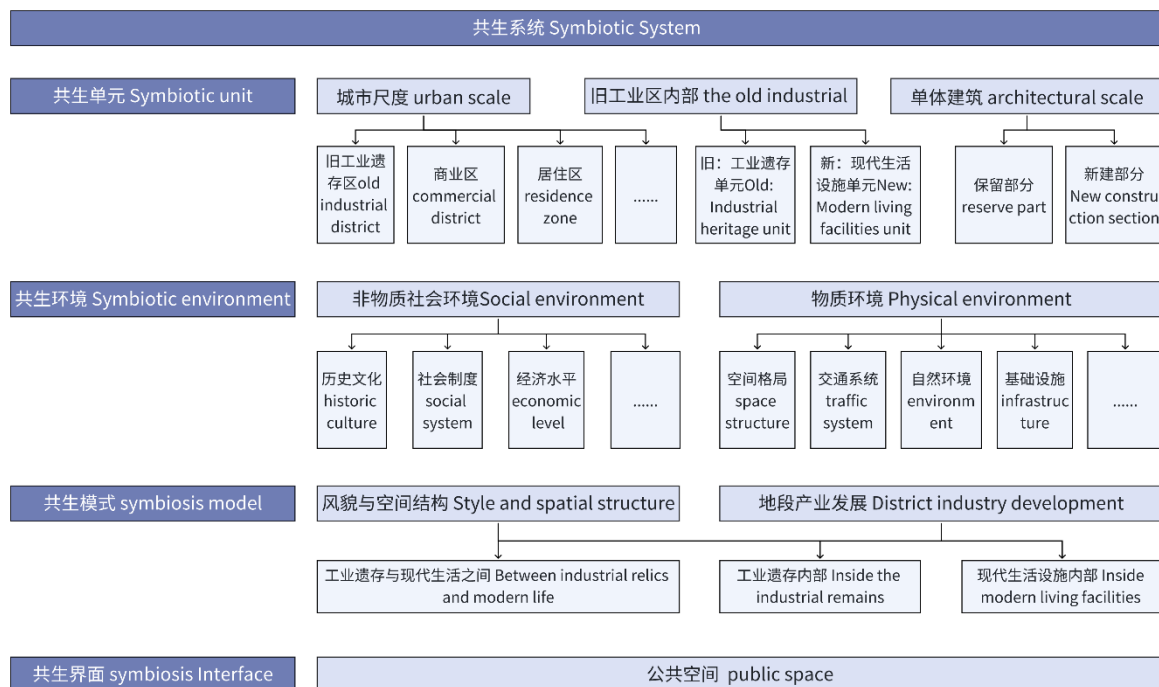 共生系统 Symbiotic System
共生单元 Symbiotic unit
城市尺度 urban scale
旧工业区内部 the old industrial
单体建筑 architectural scale
旧工业遗
存区old
industrial
district
商业区
commercial
district
居住区
residence
zone
......
旧：工业遗存
单元Old:
Industrial
heritage unit
新：现代生活
设施单元New:
Modern living
facilities unit
保留部分
reserve part
新建部分
New constru
ction section
共生环境 Symbiotic environment
非物质社会环境Social environment
物质环境 Physical environment
历史文化
historic
culture
社会制度
social
system
经济水平
economic
level
......
空间格局
space
structure
交通系统
traffic
system
自然环境
environm
ent
基础设施
infrastruc
ture
......
共生模式 symbiosis model
风貌与空间结构 Style and spatial structure
地段产业发展 District industry development
工业遗存与现代生活之间 Between industrial relics
and modern life
工业遗存内部 Inside the
industrial remains
现代生活设施内部 Inside
modern living facilities
共生界面 symbiosis Interface
公共空间 public space